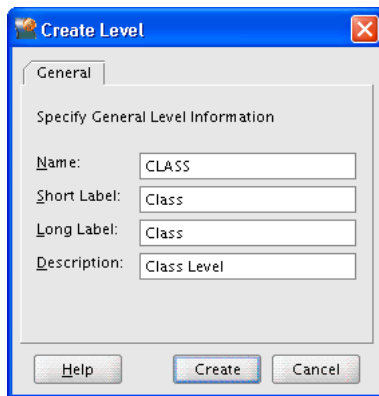 Create Level
General
Specify General Level Information
Name: CLASS
Short Label: Class
Long Label: Class
Description: Class Level
Help Create Cancel